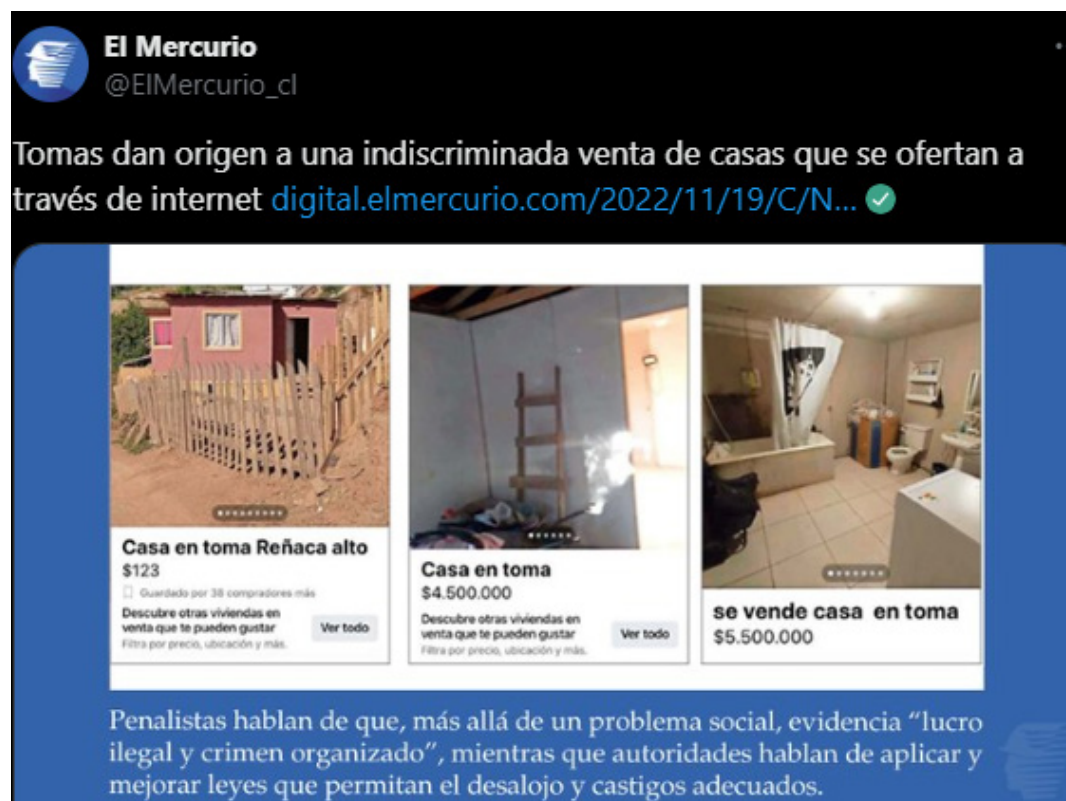 El Mercurio
@ElMercurio_cl
Tomas dan origen a una indiscriminada venta de casas que se ofertan a
través de internet digital.elmercurio.com/2022/11/19/C/N...
Casa en toma Reñaca alto
$123
Guardado por 38 compradores más
Descubre otras viviendas en
venta que te pueden gustar
Ver todo
Filtra por precio, ubicación y más.
Casa en toma
$4.500.000
Descubre otras viviendas en
venta que te pueden gustar
Ver todo
Filtra por precio, ubicación y más.
se vende casa en toma
$5.500.000
Penalistas hablan de que, más allá de un problema social, evidencia “lucro
ilegal y crimen organizado”, mientras que autoridades hablan de aplicar y
mejorar leyes que permitan el desalojo y castigos adecuados.